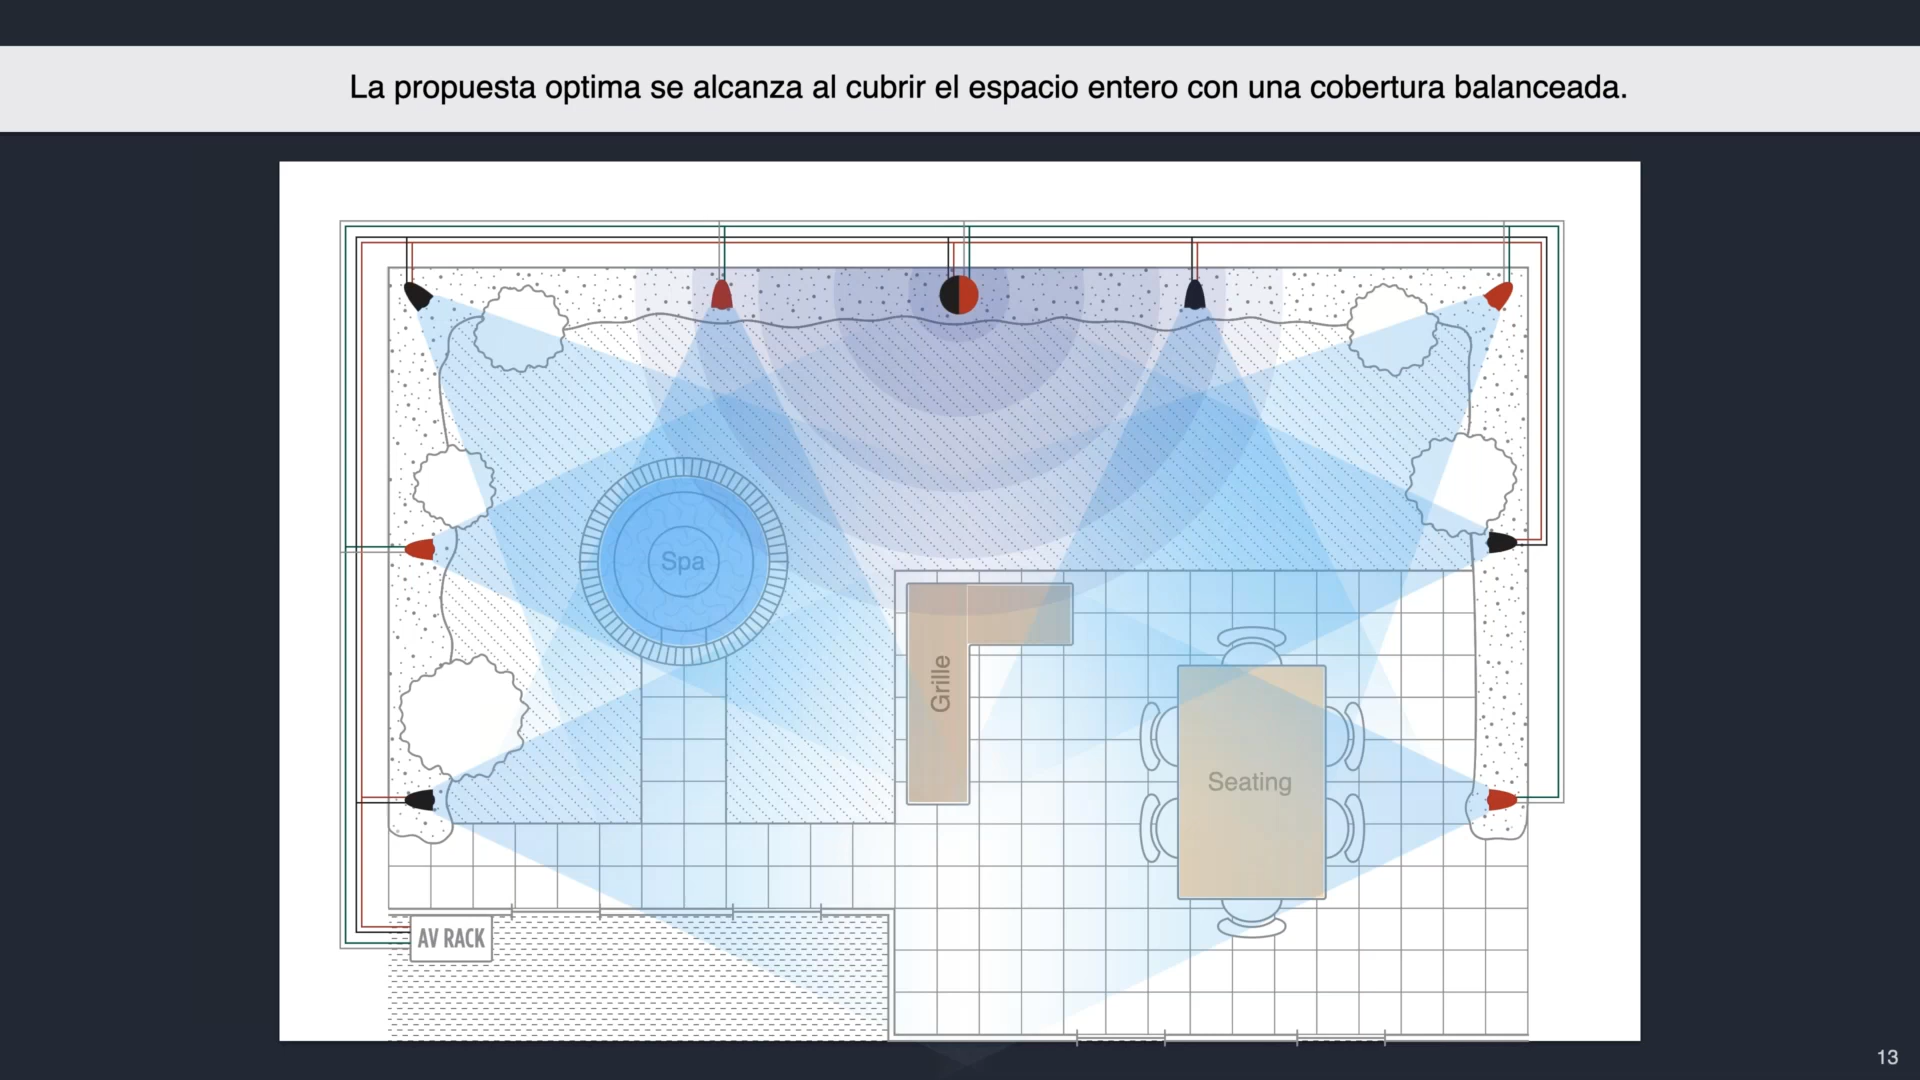 La propuesta optima se alcanza al cubrir el espacio entero con una cobertura balanceada.
Spa
Grille
Seating
AV RACK
13